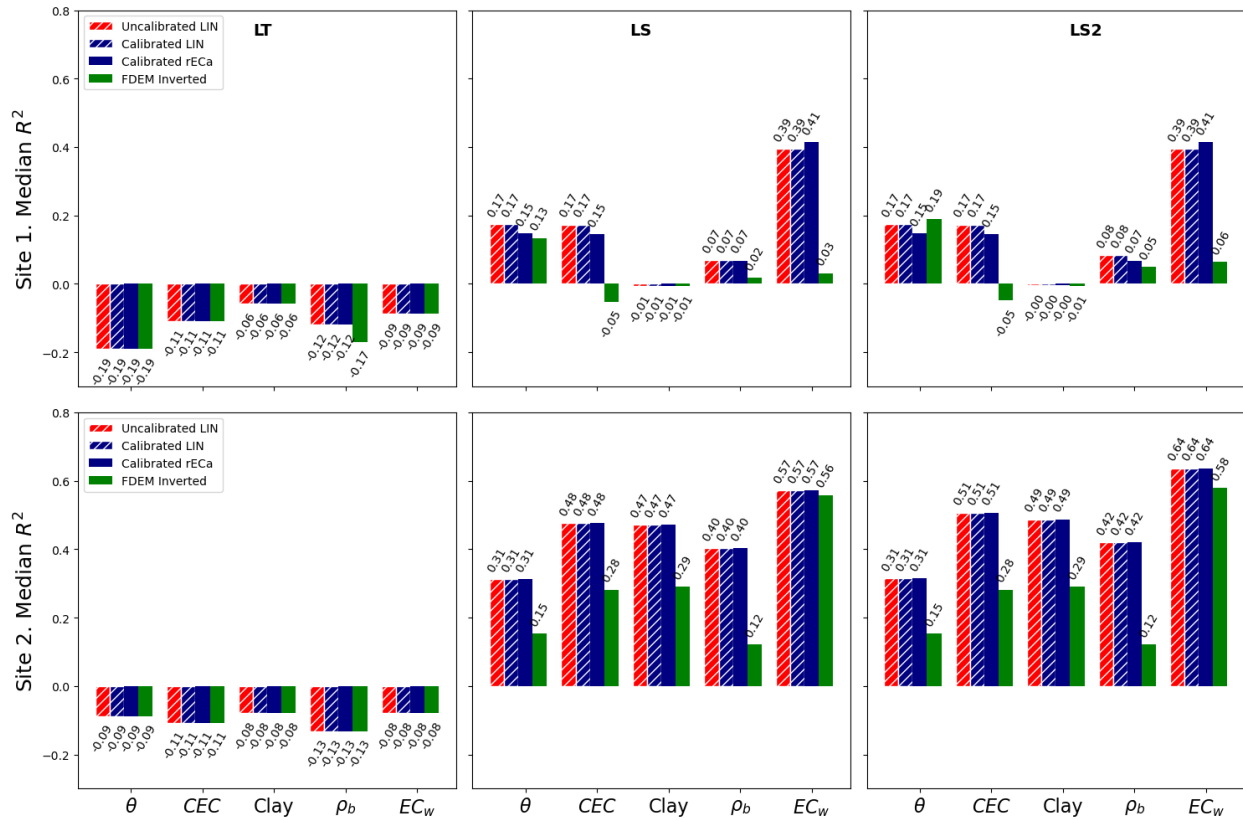 Site 1. Median R²
0.8
0.6
0.4
0.2
0.0
−0.2
Uncalibrated LIN
Calibrated LIN
Calibrated rECa
FDEM Inverted
LT
-0.19 -0.19 -0.19 -0.19
-0.11 -0.11 -0.11 -0.11
-0.06 -0.06 -0.06 -0.06
-0.12 -0.12 -0.12 -0.17
-0.09 -0.09 -0.09 -0.09
LS
0.17 0.17 0.15 0.13
0.17 0.17 0.15 -0.05
-0.01 -0.01 -0.01 -0.01
0.07 0.07 0.07 0.02
0.39 0.39 0.41 0.03
LS2
0.17 0.17 0.15 0.19
0.17 0.17 0.15 -0.05
-0.00 -0.00 -0.00 -0.01
0.08 0.08 0.07 0.05
0.39 0.39 0.41 0.06
Site 2. Median R²
0.8
0.6
0.4
0.2
0.0
−0.2
Uncalibrated LIN
Calibrated LIN
Calibrated rECa
FDEM Inverted
-0.09 -0.09 -0.09 -0.09
-0.11 -0.11 -0.11 -0.11
-0.08 -0.08 -0.08 -0.08
-0.13 -0.13 -0.13 -0.13
-0.08 -0.08 -0.08 -0.08
θ CEC Clay ρb ECw
0.31 0.31 0.31 0.15
0.48 0.48 0.48 0.28
0.47 0.47 0.47 0.29
0.40 0.40 0.40 0.12
0.57 0.57 0.57 0.56
θ CEC Clay ρb ECw
0.31 0.31 0.31 0.15
0.51 0.51 0.51 0.28
0.49 0.49 0.49 0.29
0.42 0.42 0.42 0.12
0.64 0.64 0.64 0.58
θ CEC Clay ρb ECw